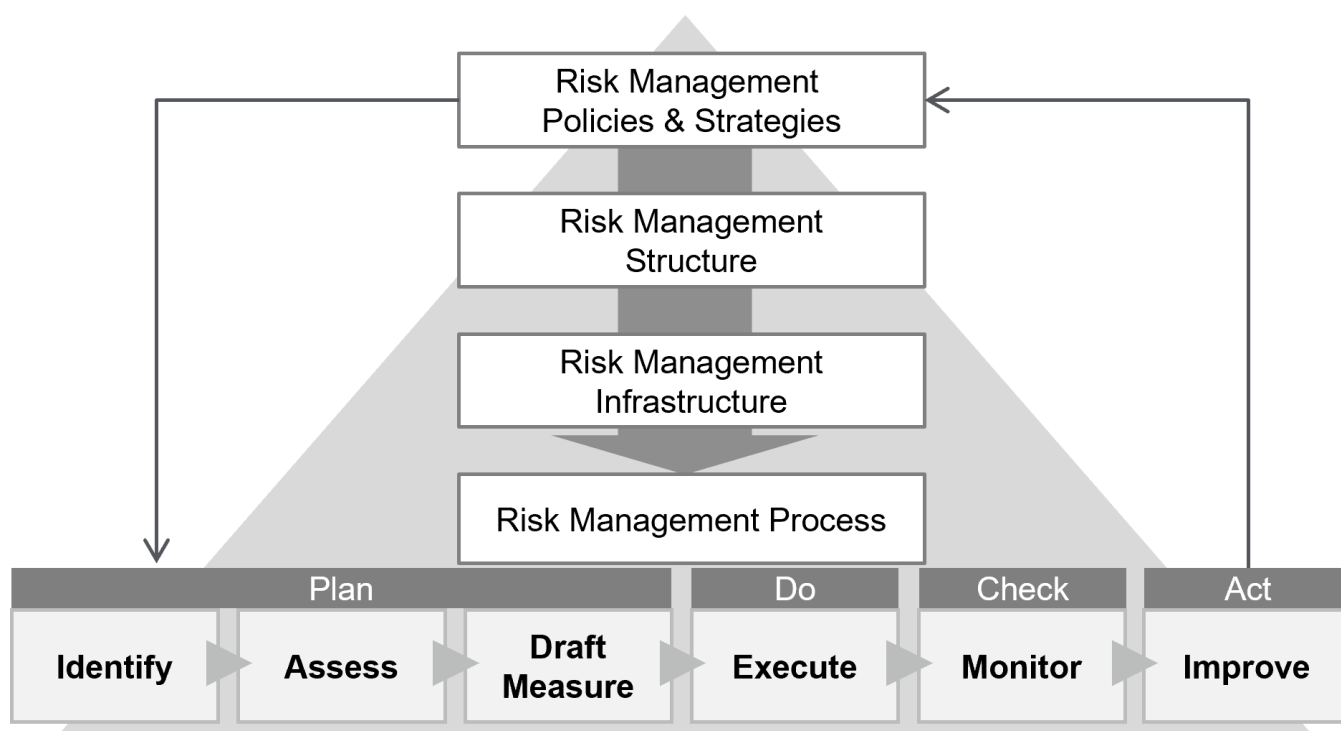 Risk Management
Policies & Strategies
Risk Management
Structure
Risk Management
Infrastructure
Risk Management Process
Plan
Do
Check
Act
Identify
Assess
Draft
Measure
Execute
Monitor
Improve